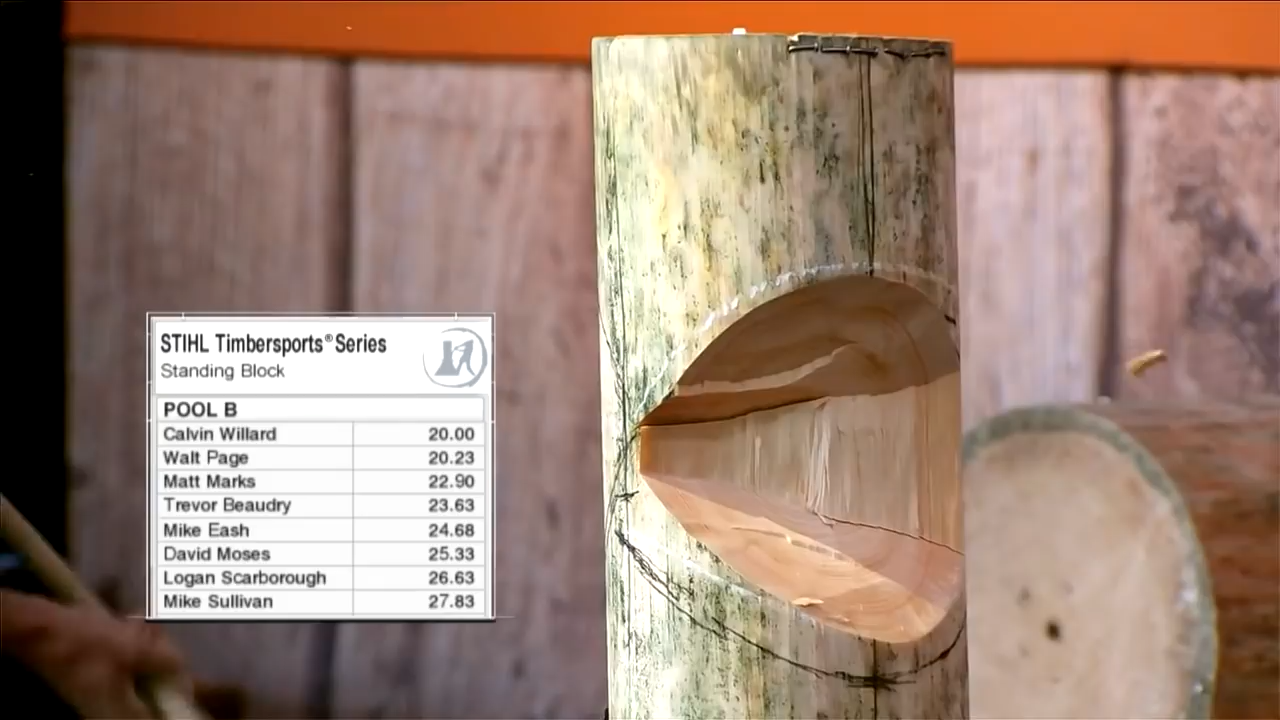 STIHL Timbersports® Series
Standing Block
POOL B
Calvin Willard 20.00
Walt Page 20.23
Matt Marks 22.90
Trevor Beaudry 23.63
Mike Eash 24.68
David Moses 25.33
Logan Scarborough 26.63
Mike Sullivan 27.83